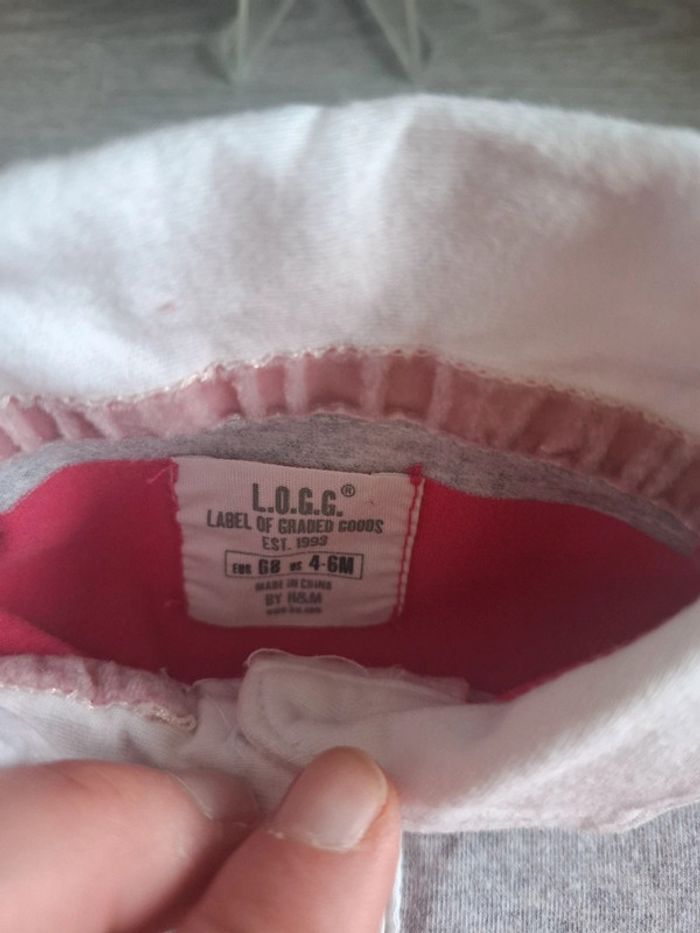 L.O.G.G.®
LABEL OF GRADED GOODS
EST. 1993
EUR 68 US 4-6M
MADE IN CHINA
BY H&M